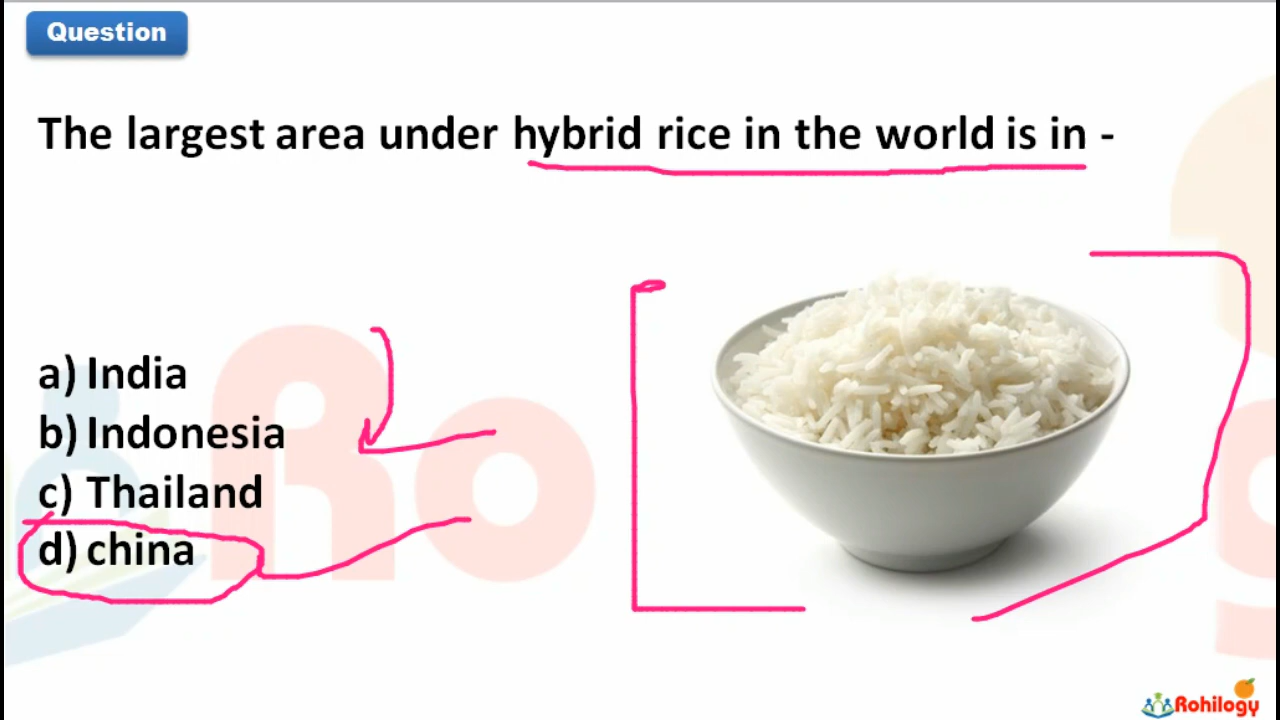 Question
The largest area under hybrid rice in the world is in -
a) India
b) Indonesia
c) Thailand
d) china
Rohilogy